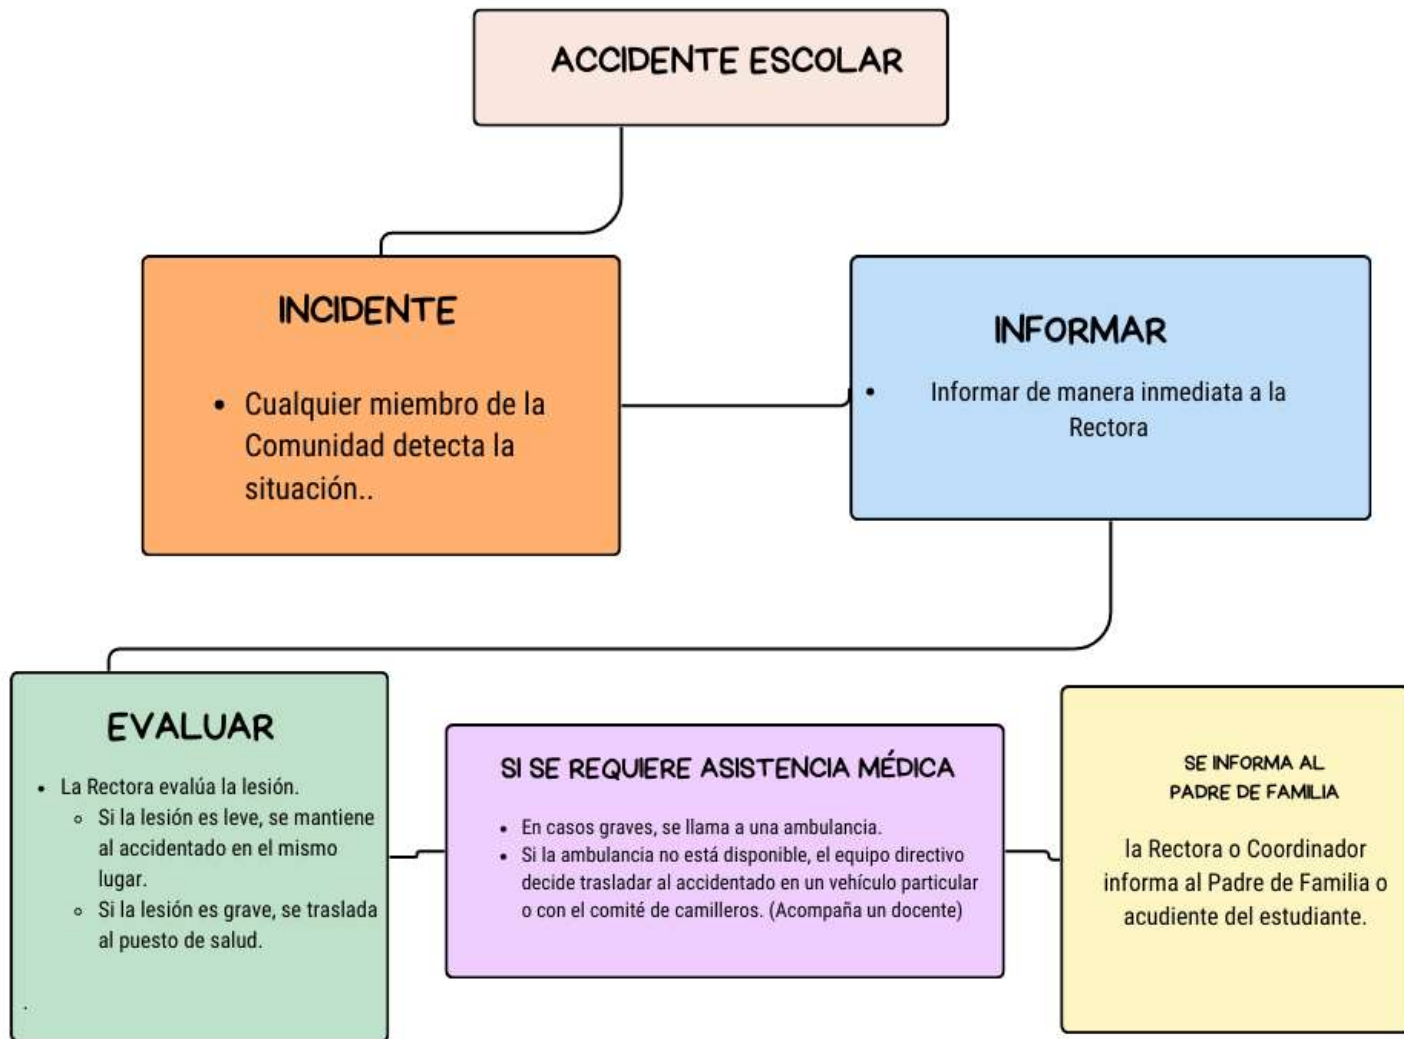 ACCIDENTE ESCOLAR
INCIDENTE
• Cualquier miembro de la
Comunidad detecta la
situación..
INFORMAR
• Informar de manera inmediata a la
Rectora
EVALUAR
• La Rectora evalúa la lesión.
○ Si la lesión es leve, se mantiene
al accidentado en el mismo
lugar.
○ Si la lesión es grave, se traslada
al puesto de salud.
.
SI SE REQUIERE ASISTENCIA MÉDICA
• En casos graves, se llama a una ambulancia.
• Si la ambulancia no está disponible, el equipo directivo
decide trasladar al accidentado en un vehículo particular
o con el comité de camilleros. (Acompaña un docente)
SE INFORMA AL
PADRE DE FAMILIA
la Rectora o Coordinador
informa al Padre de Familia o
acudiente del estudiante.